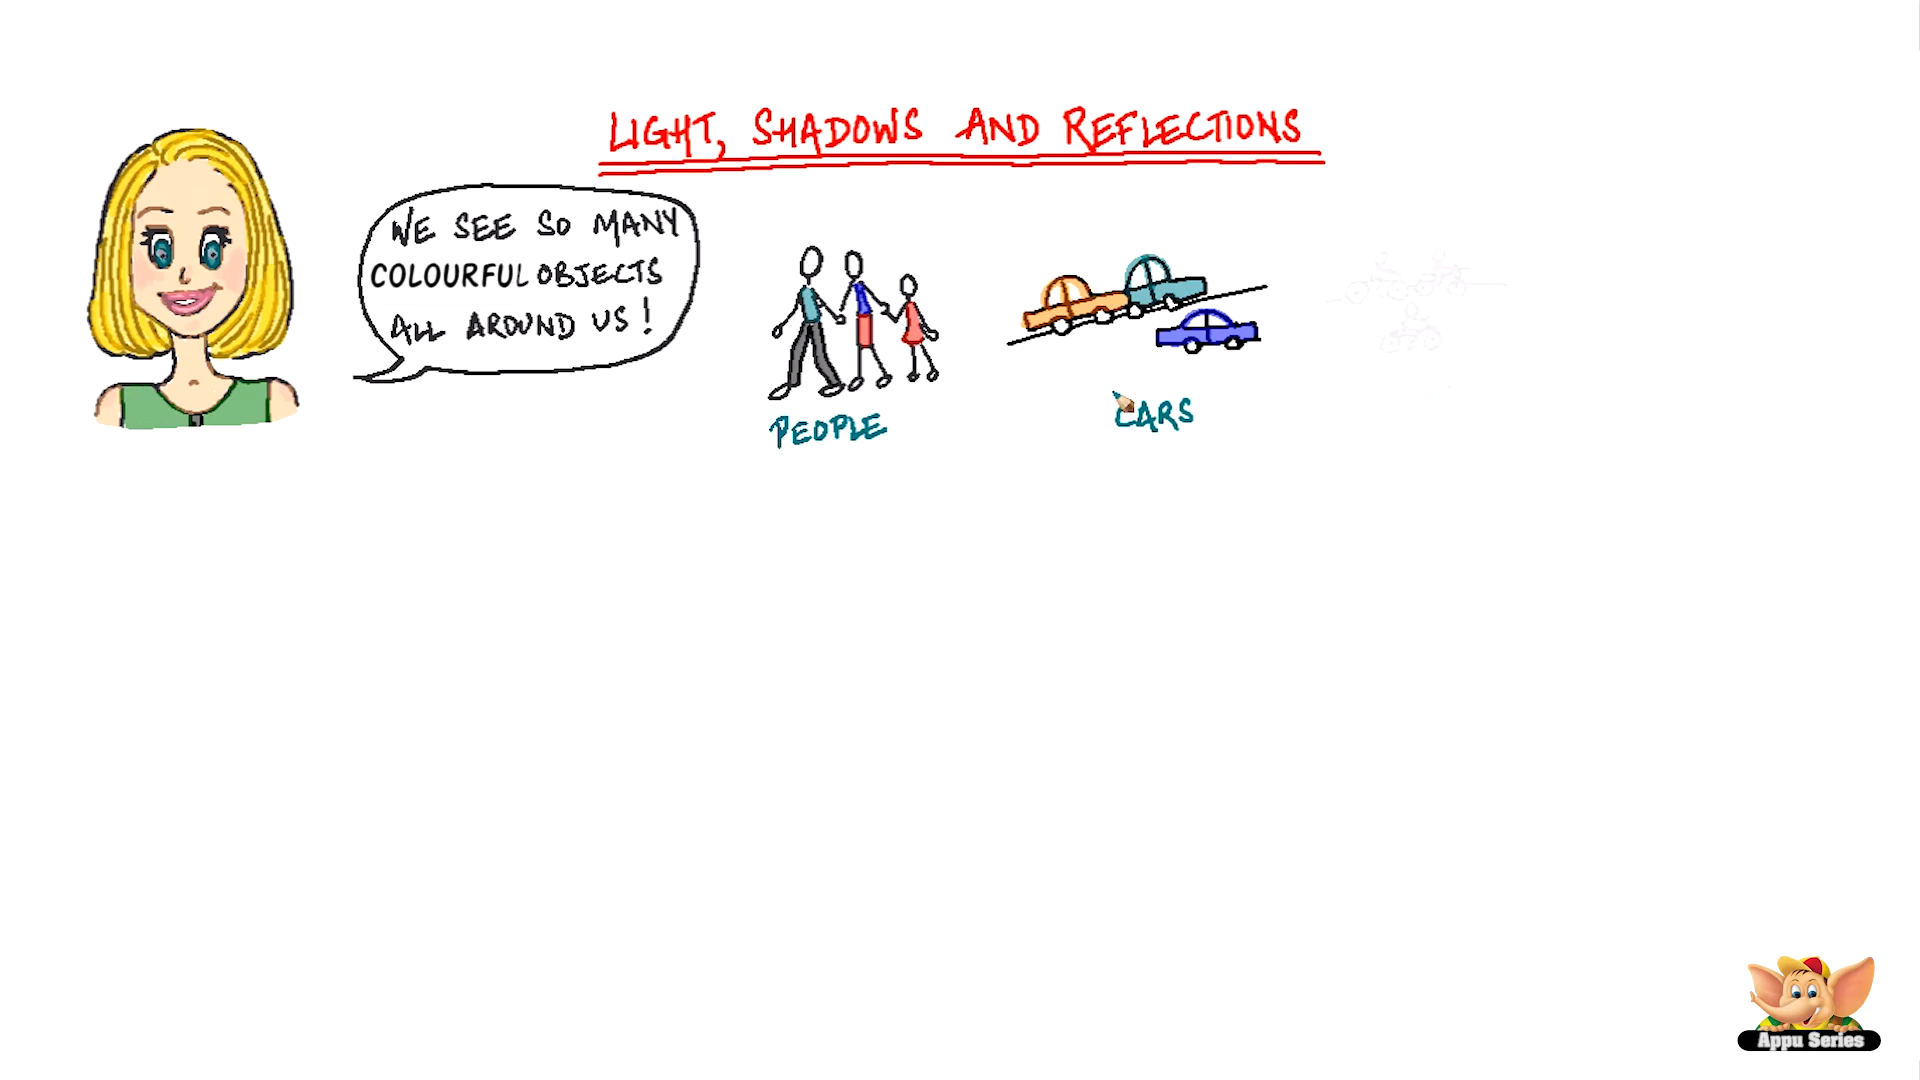 LIGHT, SHADOWS AND REFLECTIONS
WE SEE SO MANY
COLOURFUL OBJECTS
ALL AROUND US!
PEOPLE
CARS
Appu Series